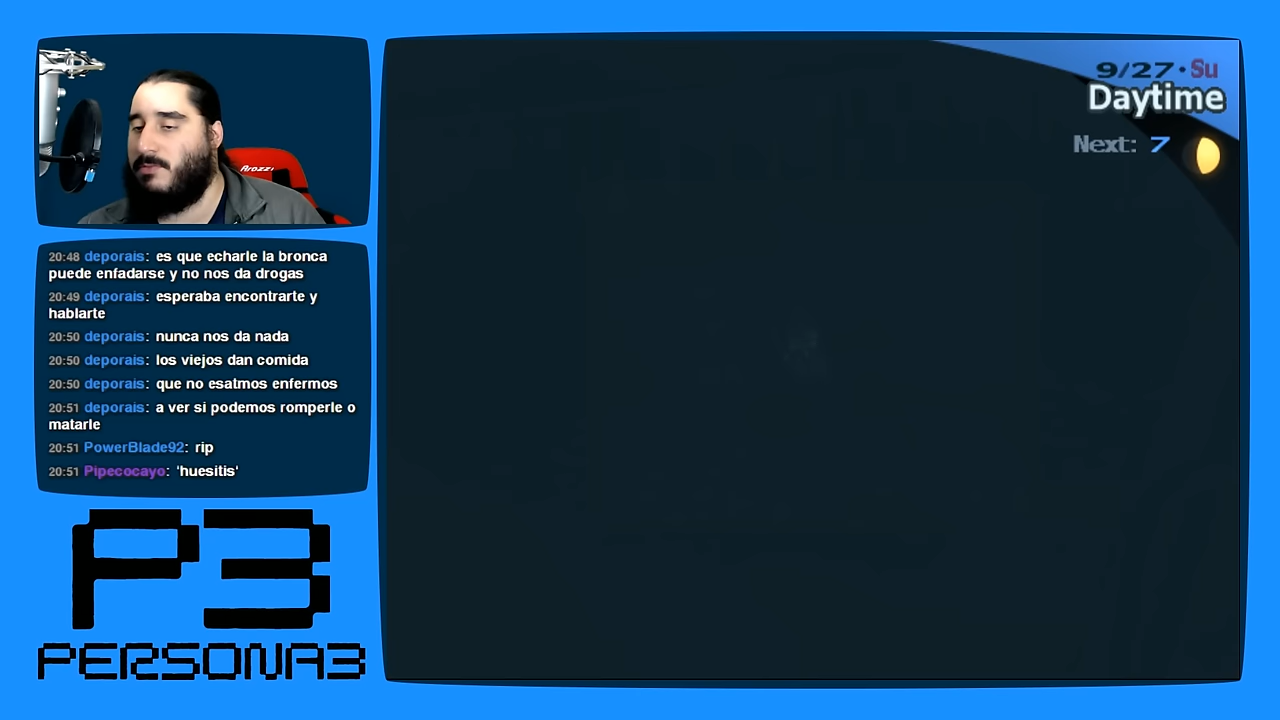 9/27·Su
Daytime
Next: 7
Arozzi
20:48 deporais: es que echarle la bronca
puede enfadarse y no nos da drogas
20:49 deporais: esperaba encontrarte y
hablarte
20:50 deporais: nunca nos da nada
20:50 deporais: los viejos dan comida
20:50 deporais: que no esatmos enfermos
20:51 deporais: a ver si podemos romperle o
matarle
20:51 PowerBlade92: rip
20:51 Pipecocayo: 'huesitis'
P3
PERSONA3